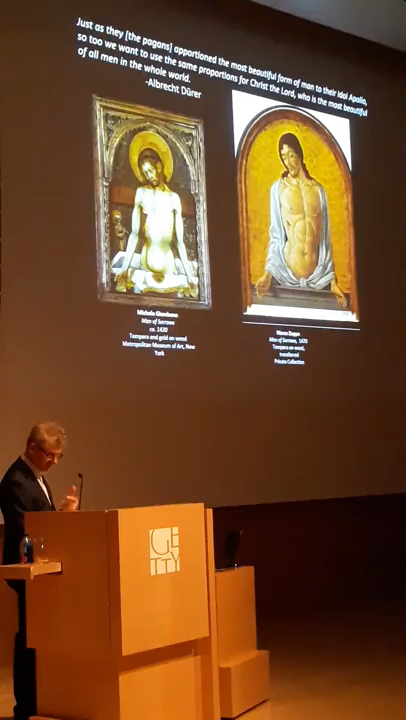 Just as they [the pagans] apportioned the most beautiful form of man to their idol Apollo,
so too we want to use the same proportions for Christ the Lord, who is the most beautiful
of all men in the whole world.
-Albrecht Dürer
Michele Giambono
Man of Sorrows
ca. 1430
Tempera and gold on wood
Metropolitan Museum of Art, New
York
Marco Zoppo
Man of Sorrows, 1470
Tempera on wood,
transferred
Private Collection
GE
TTY